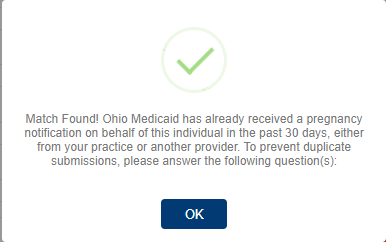 Match Found! Ohio Medicaid has already received a pregnancy
notification on behalf of this individual in the past 30 days, either
from your practice or another provider. To prevent duplicate
submissions, please answer the following question(s):
OK